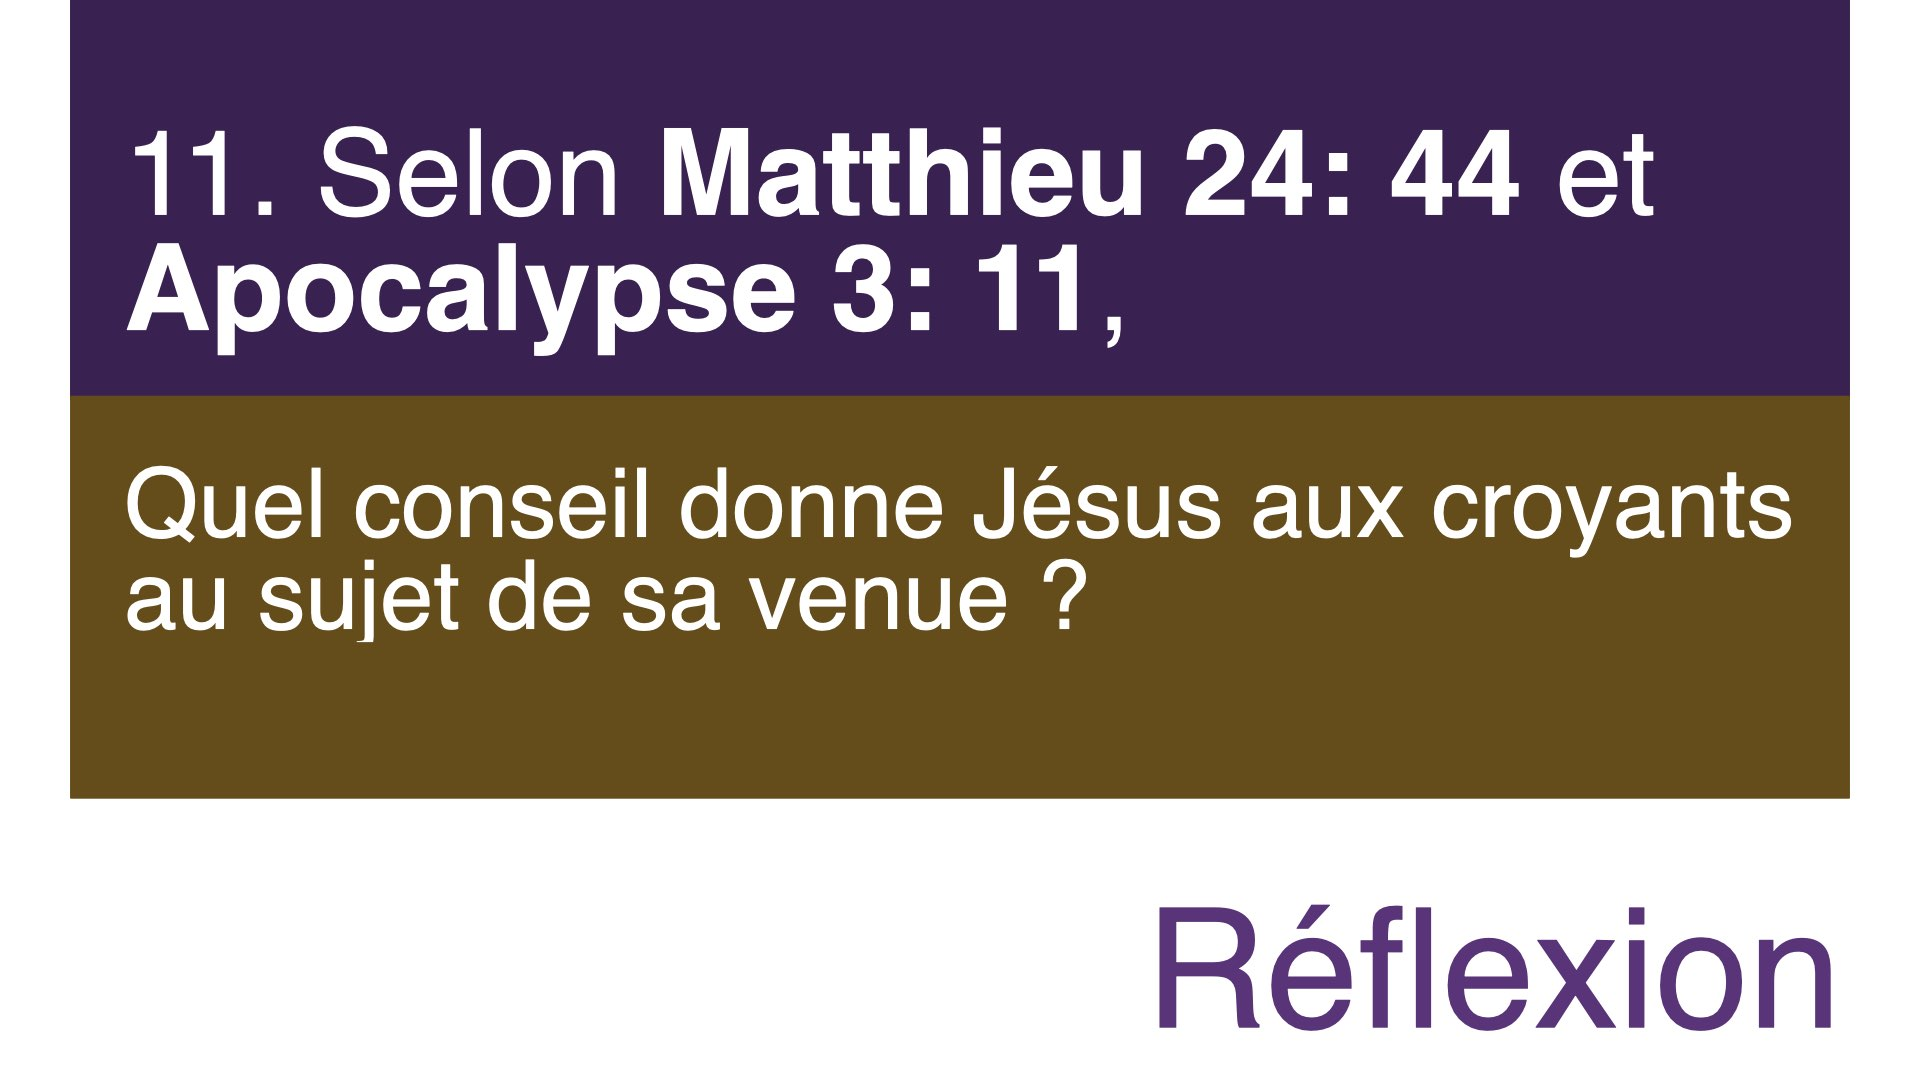 11. Selon Matthieu 24: 44 et
Apocalypse 3: 11,
Quel conseil donne Jésus aux croyants
au sujet de sa venue ?
Réflexion